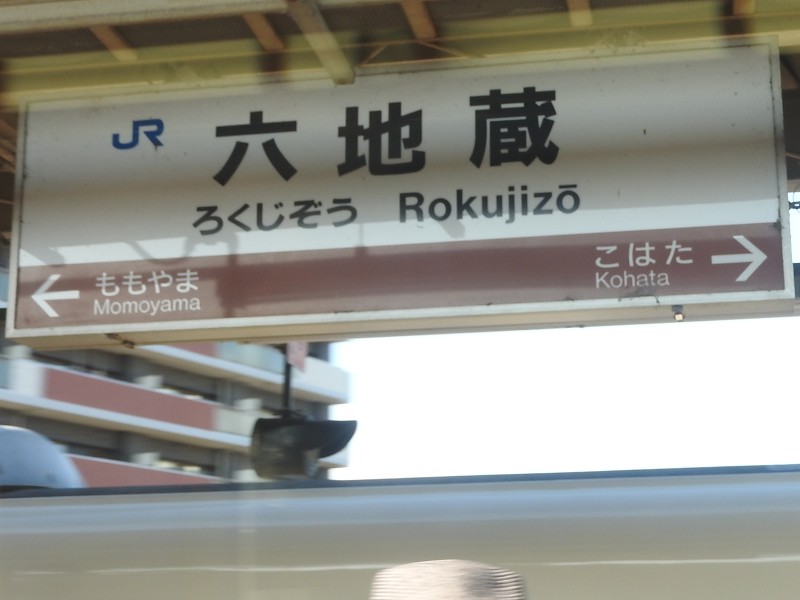 JR 六地蔵
ろくじぞう Rokujizō
← ももやま
Momoyama
こはた →
Kohata